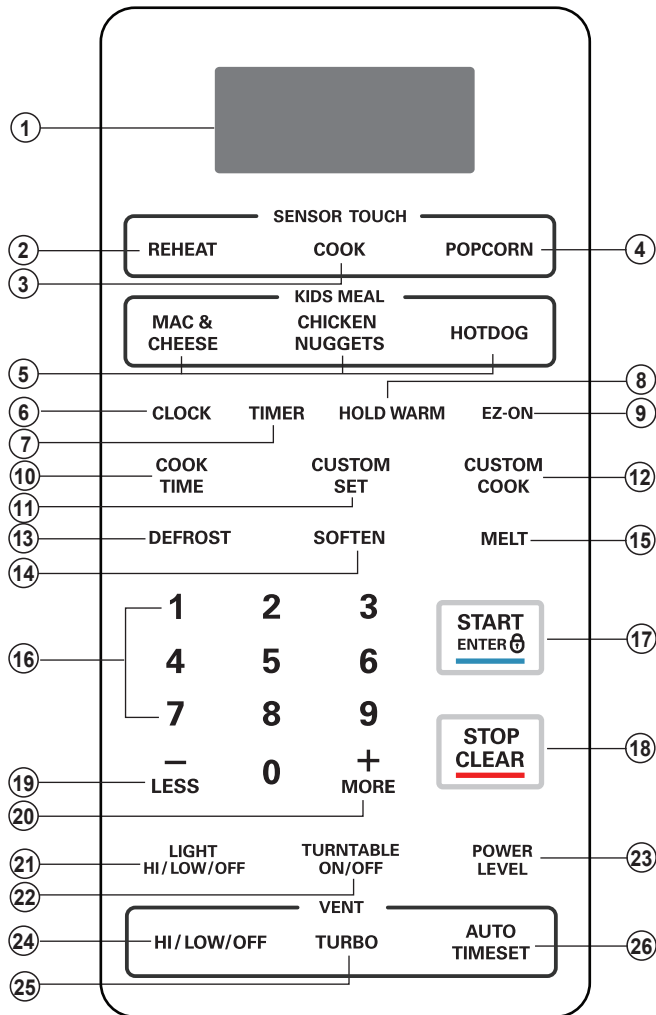 1
SENSOR TOUCH
2 REHEAT COOK POPCORN 4
3
KIDS MEAL
MAC & CHICKEN HOTDOG
CHEESE NUGGETS
5
8
6 CLOCK TIMER HOLD WARM EZ-ON 9
7
COOK CUSTOM CUSTOM
10 TIME SET COOK 12
11
13 DEFROST SOFTEN MELT 15
14
1 2 3
START
ENTER 17
16 4 5 6
7 8 9
STOP
CLEAR 18
– 0 +
19 LESS MORE
20
LIGHT TURNTABLE POWER
21 HI/LOW/OFF ON/OFF LEVEL 23
22
VENT
24 HI/LOW/OFF TURBO AUTO 26
TIMESET
25